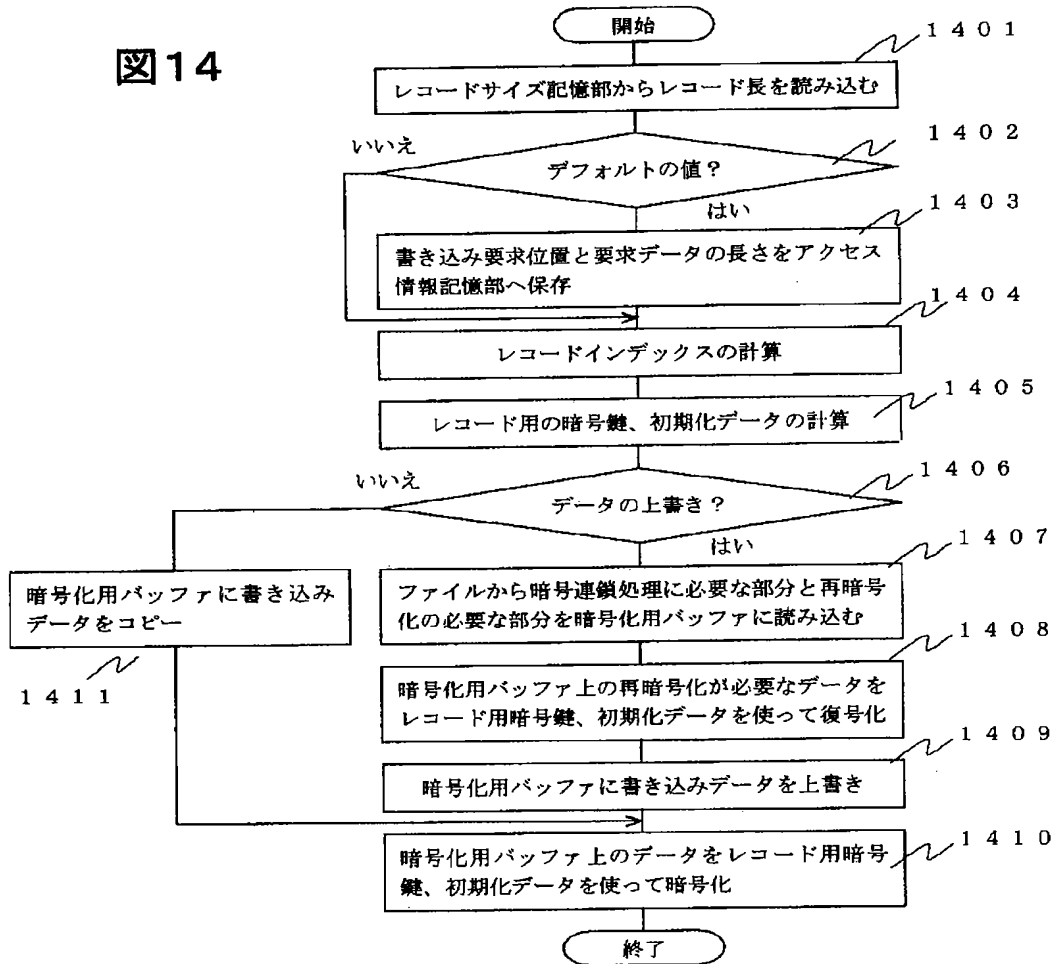 図14
開始
1401
レコードサイズ記憶部からレコード長を読み込む
1402
いいえ
デフォルトの値？
はい
1403
書き込み要求位置と要求データの長さをアクセス
情報記憶部へ保存
1404
レコードインデックスの計算
1405
レコード用の暗号鍵、初期化データの計算
1406
いいえ
データの上書き？
はい
1407
ファイルから暗号連鎖処理に必要な部分と再暗号
化の必要な部分を暗号化用バッファに読み込む
暗号化用バッファに書き込み
データをコピー
1411
1408
暗号化用バッファ上の再暗号化が必要なデータを
レコード用暗号鍵、初期化データを使って復号化
1409
暗号化用バッファに書き込みデータを上書き
1410
暗号化用バッファ上のデータをレコード用暗号
鍵、初期化データを使って暗号化
終了